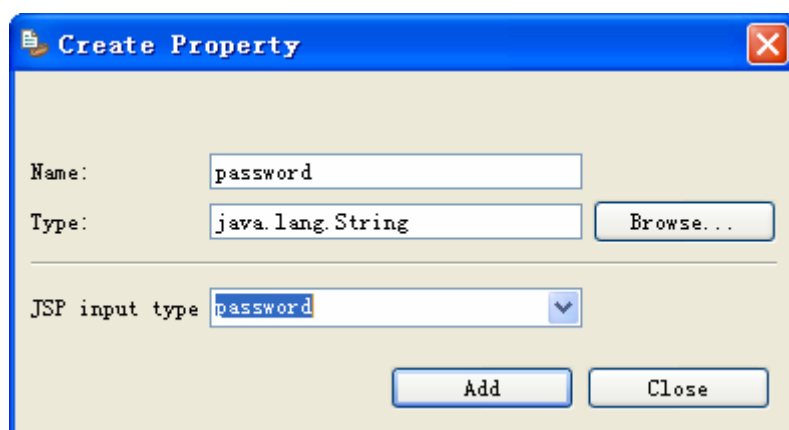 Create Property
Name: password
Type: java.lang.String Browse...
JSP input type password
Add Close